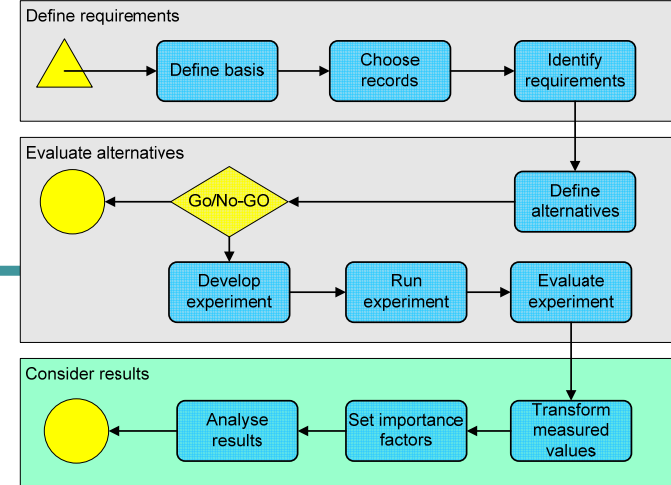 Define requirements
Define basis
Choose
records
Identify
requirements
Evaluate alternatives
Go/No-GO
Define
alternatives
Develop
experiment
Run
experiment
Evaluate
experiment
Consider results
Analyse
results
Set importance
factors
Transform
measured
values